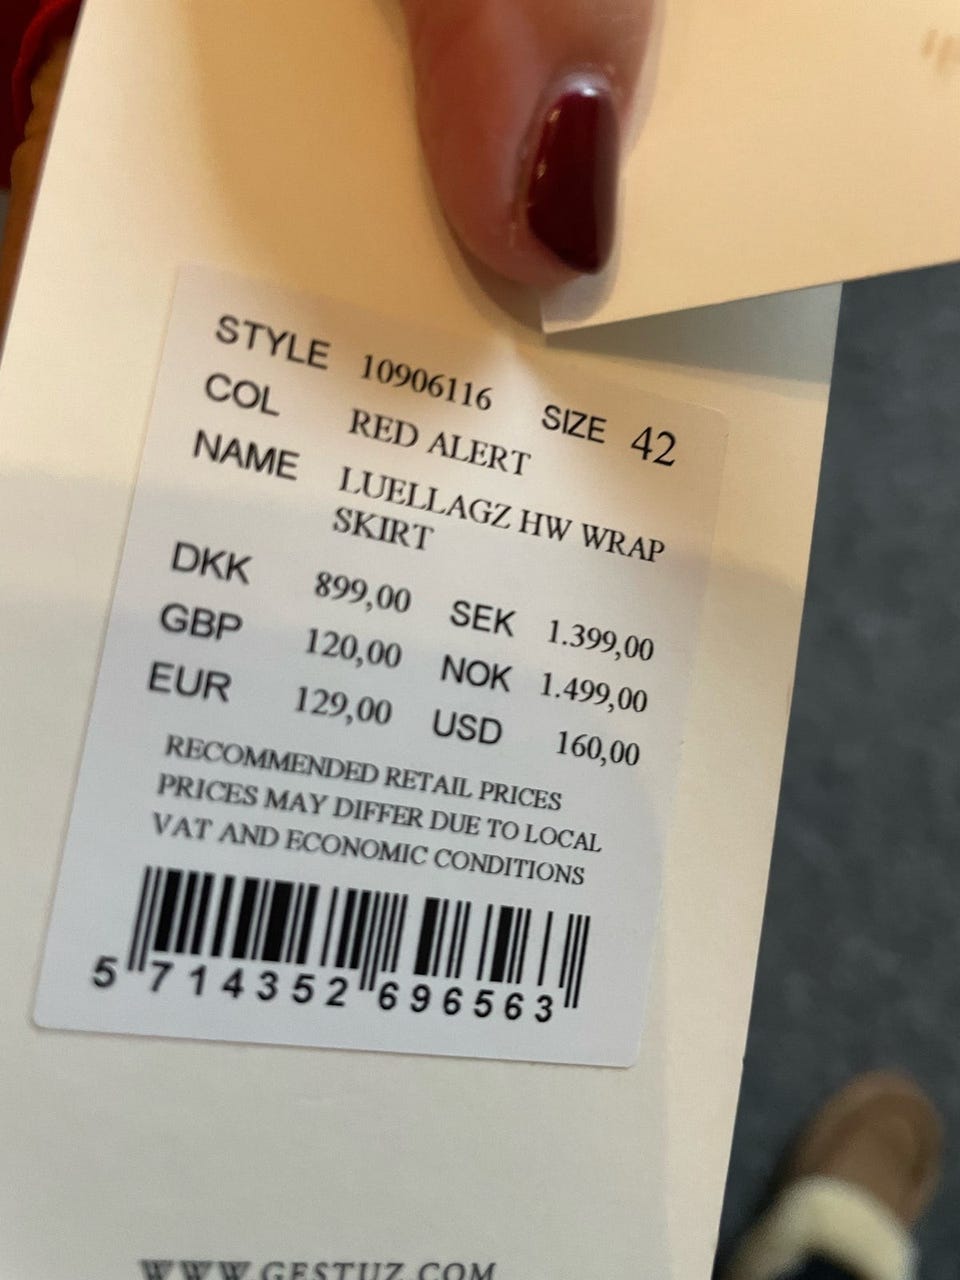 STYLE 10906116 SIZE 42
COL RED ALERT
NAME LUELLAGZ HW WRAP
SKIRT
DKK 899,00 SEK 1.399,00
GBP 120,00 NOK 1.499,00
EUR 129,00 USD 160,00
RECOMMENDED RETAIL PRICES
PRICES MAY DIFFER DUE TO LOCAL
VAT AND ECONOMIC CONDITIONS
5 714352 696563
WWW.GESTUZ.COM